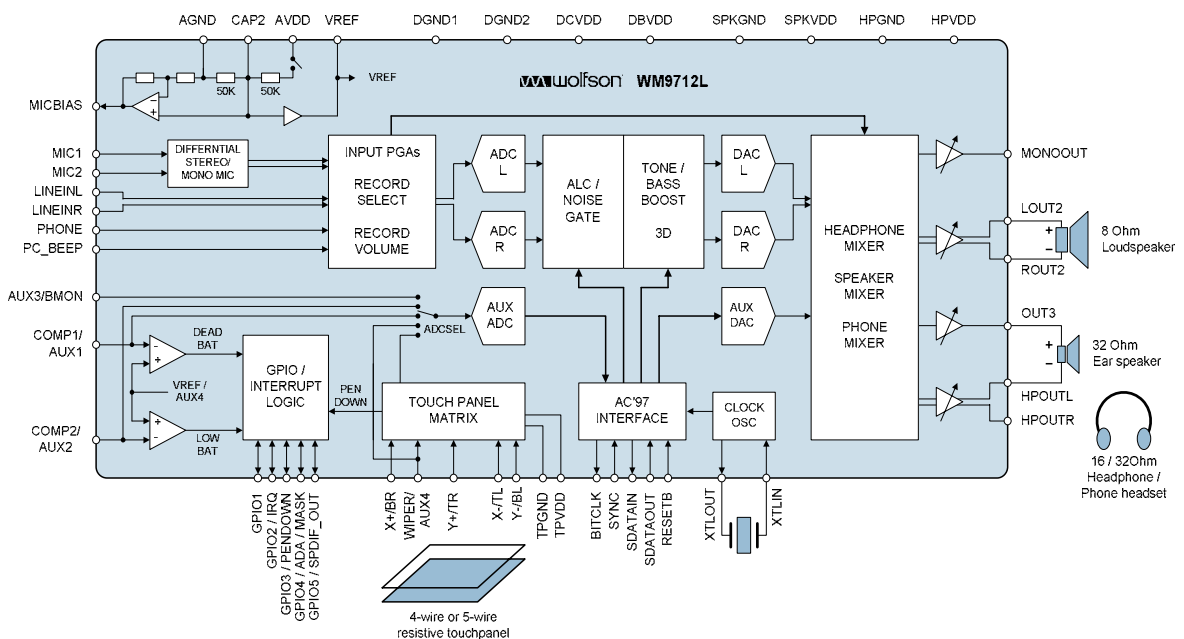 AGND CAP2 AVDD VREF DGND1 DGND2 DCVDD DBVDD SPKGND SPKVDD HPGND HPVDD
VREF
50K 50K
wolfson WM9712L
MICBIAS
MIC1
MIC2
LINEINL
LINEINR
PHONE
PC_BEEP
DIFFERNTIAL
STEREO/
MONO MIC
INPUT PGAs
RECORD
SELECT
RECORD
VOLUME
ADC
L
ADC
R
ALC /
NOISE
GATE
TONE /
BASS
BOOST
3D
DAC
L
DAC
R
HEADPHONE
MIXER
SPEAKER
MIXER
PHONE
MIXER
MONOOUT
LOUT2
+
−
8 Ohm
Loudspeaker
ROUT2
OUT3
+
−
32 Ohm
Ear speaker
HPOUTL
HPOUTR
16 / 32Ohm
Headphone /
Phone headset
AUX3/BMON
COMP1/
AUX1
COMP2/
AUX2
DEAD
BAT
VREF /
AUX4
LOW
BAT
− +
+ −
− +
GPIO /
INTERRUPT
LOGIC
PEN
DOWN
ADCSEL
AUX
ADC
AUX
DAC
TOUCH PANEL
MATRIX
AC'97
INTERFACE
CLOCK
OSC
GPIO1
GPIO2 / IRQ
GPIO3 / PENDOWN
GPIO4 / ADA / MASK
GPIO5 / SPDIF_OUT
X+/BR
WIPER/
AUX4
Y+/TR
X-/TL
Y-/BL
TPGND
TPVDD
BITCLK
SYNC
SDATAIN
SDATAOUT
RESETB
XTLOUT
XTLIN
4-wire or 5-wire
resistive touchpanel